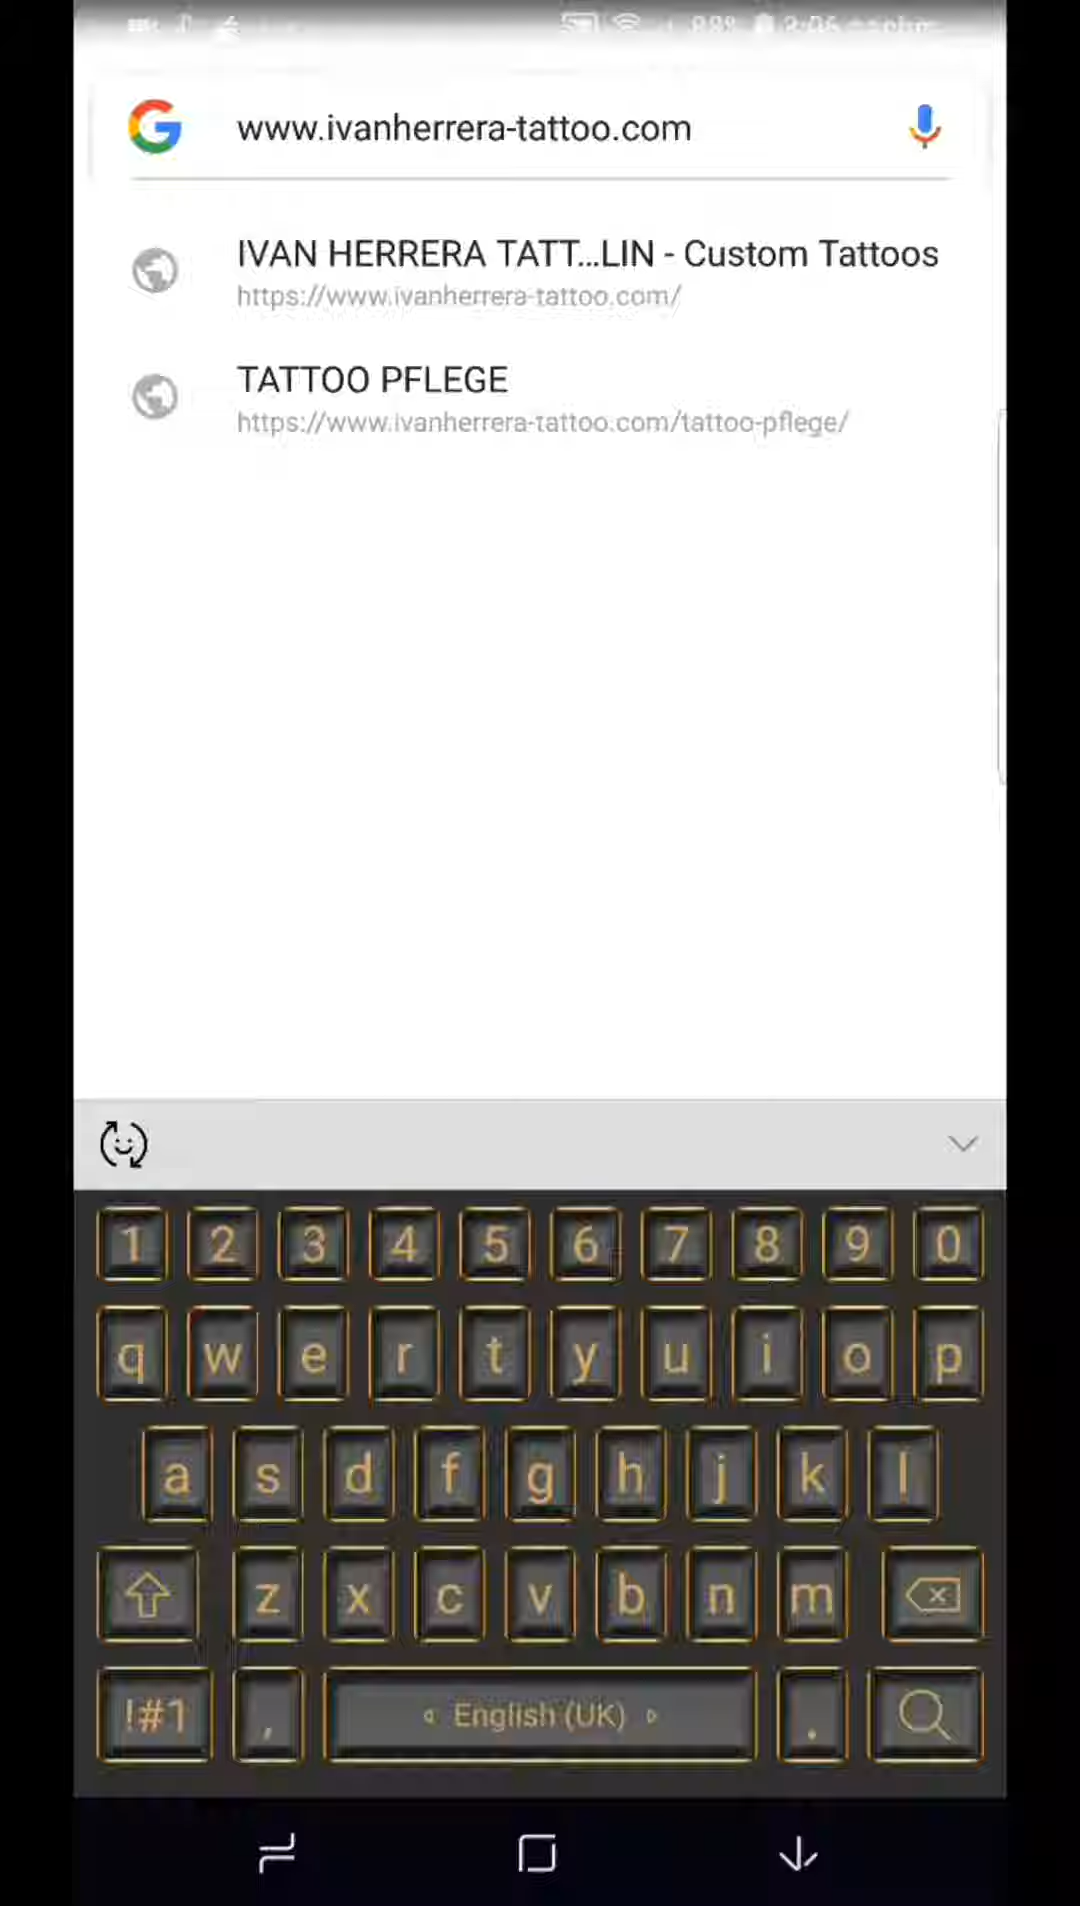 www.ivanherrera-tattoo.com
IVAN HERRERA TATT...LIN - Custom Tattoos
https://www.ivanherrera-tattoo.com/
TATTOO PFLEGE
https://www.ivanherrera-tattoo.com/tattoo-pflege/
1 2 3 4 5 6 7 8 9 0
q w e r t y u i o p
a s d f g h j k l
z x c v b n m
!#1 , English (UK) .